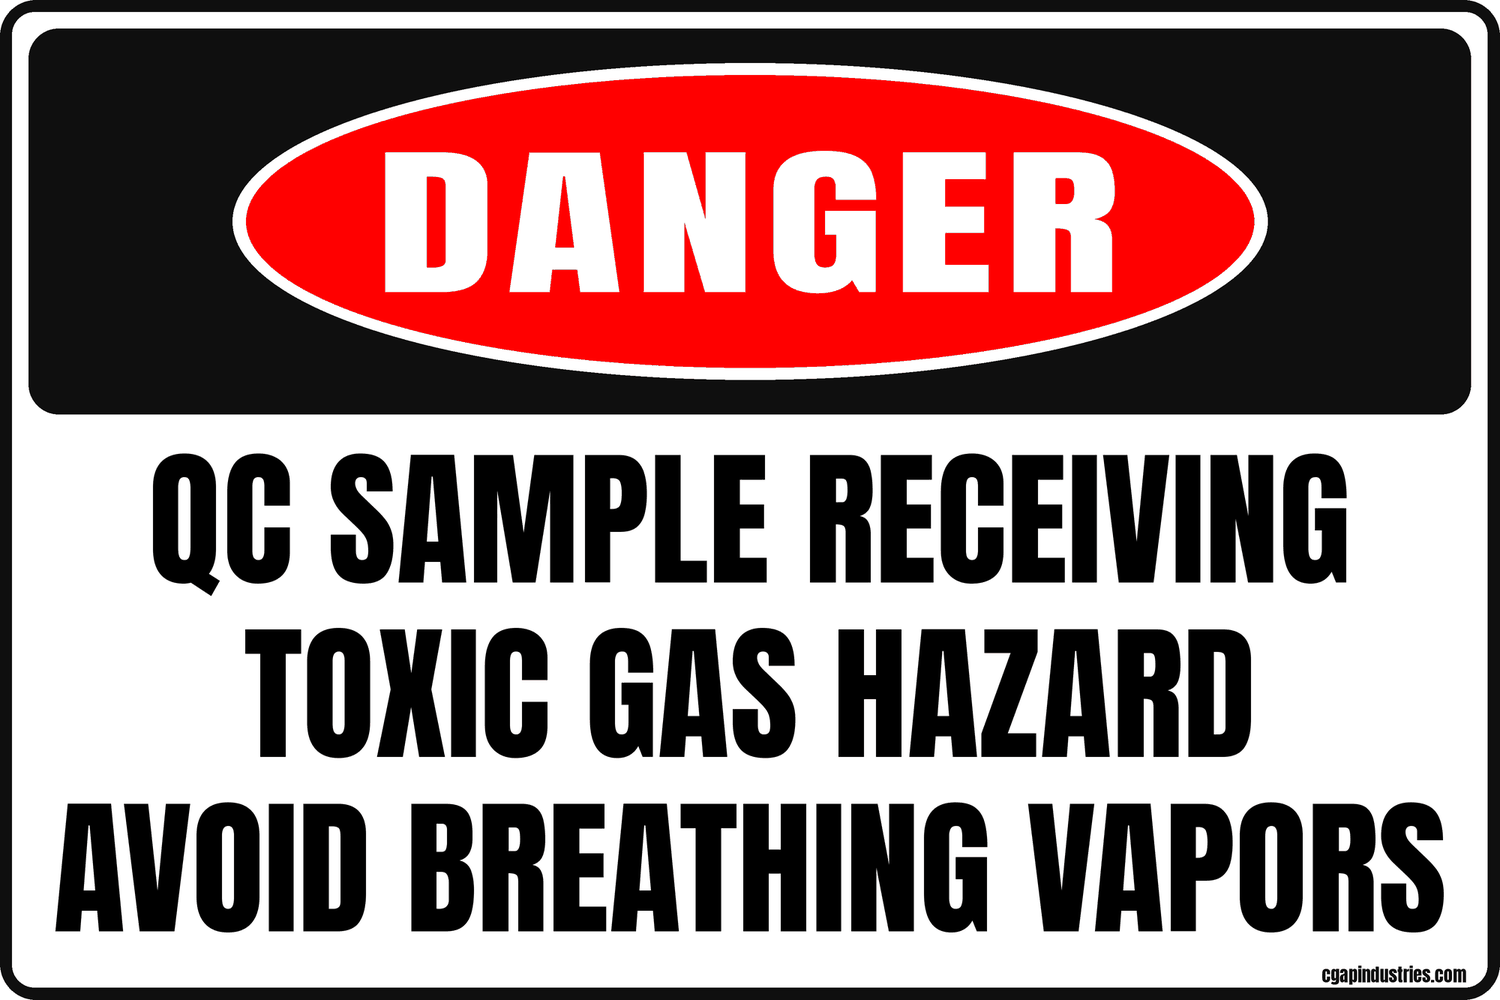 DANGER
QC SAMPLE RECEIVING
TOXIC GAS HAZARD
AVOID BREATHING VAPORS
cgapindustries.com